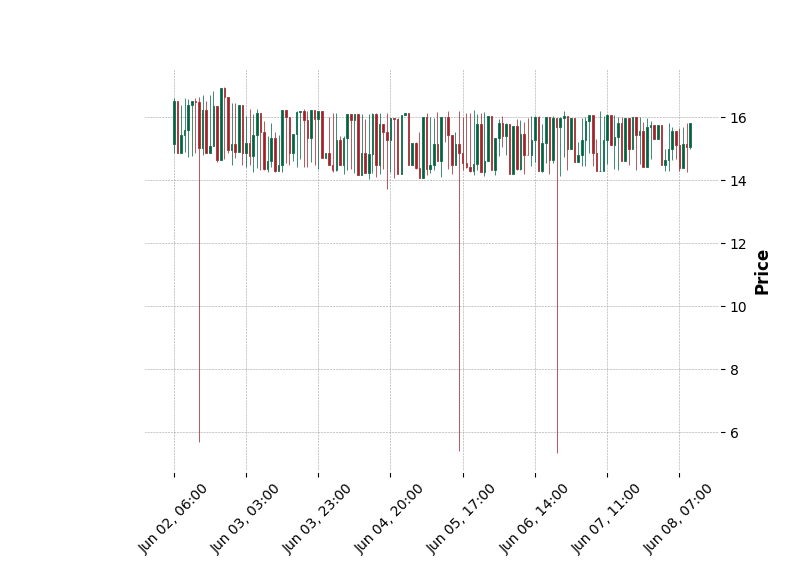 16
14
12
10
8
6
Price
Jun 02, 06:00
Jun 03, 03:00
Jun 03, 23:00
Jun 04, 20:00
Jun 05, 17:00
Jun 06, 14:00
Jun 07, 11:00
Jun 08, 07:00